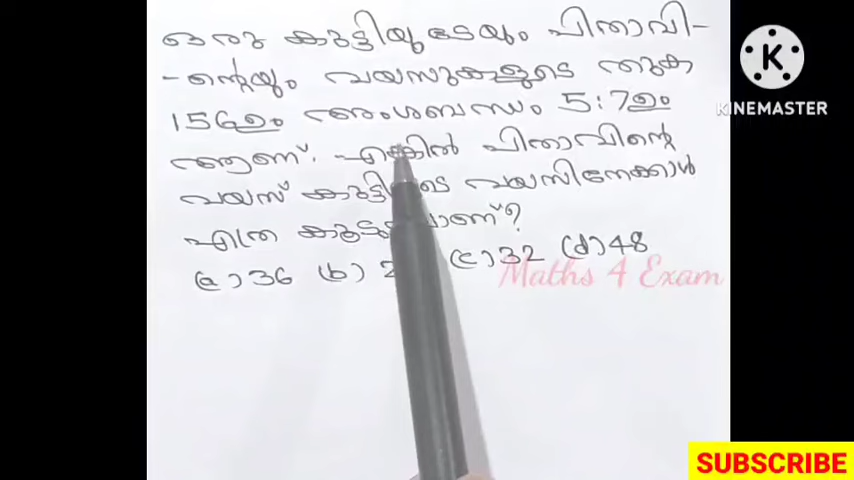 ഒരു കുട്ടിയുടേയും പിതാവി-
-ന്റെയും വയസുകളുടെ തുക
156ഉം അംശബന്ധം 5:7ഉം
ആണ്. എങ്കിൽ പിതാവിന്റെ
വയസ് വയസിനേക്കാൾ
എത്ര
(a) 36 (b) 2 (c) 32 (d) 48
Maths 4 Exam
K
KINEMASTER
SUBSCRIBE